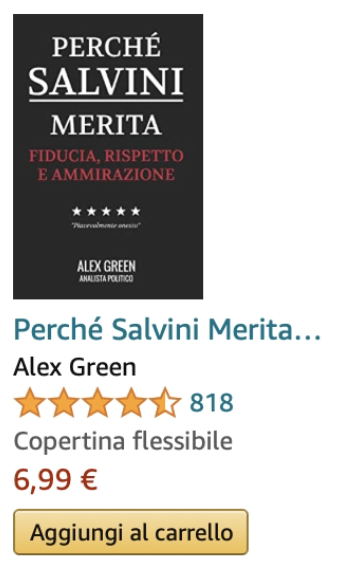 PERCHÉ
SALVINI
MERITA
FIDUCIA, RISPETTO
E AMMIRAZIONE
"Piacevolmente onesto"
ALEX GREEN
ANALISTA POLITICO
Perché Salvini Merita...
Alex Green
818
Copertina flessibile
6,99 €
Aggiungi al carrello